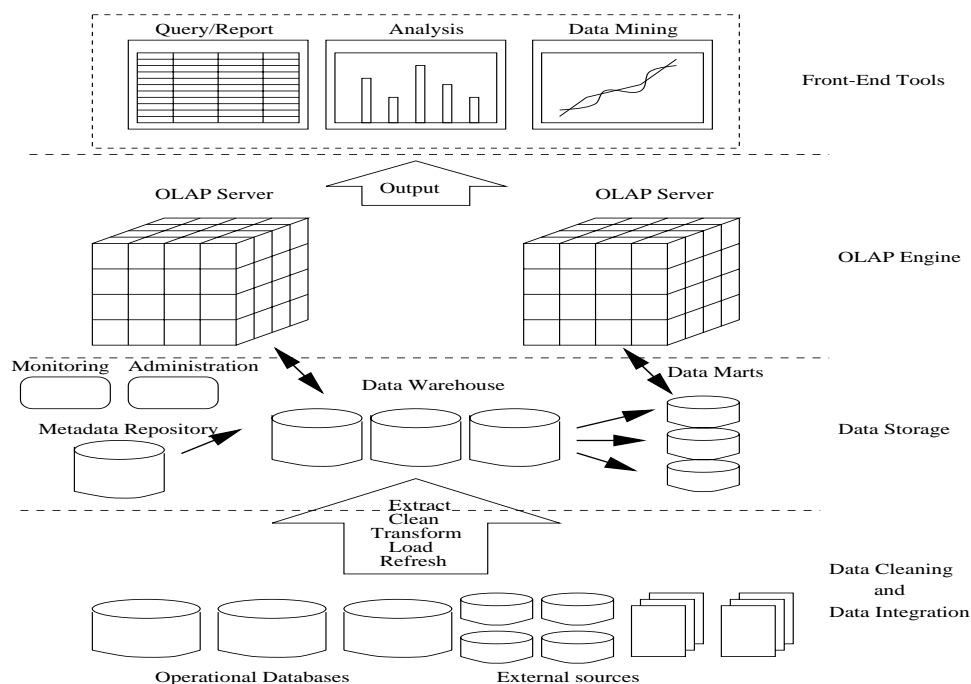 Query/Report
Analysis
Data Mining
Front-End Tools
Output
OLAP Server
OLAP Server
OLAP Engine
Monitoring
Administration
Data Warehouse
Data Marts
Metadata Repository
Data Storage
Extract
Clean
Transform
Load
Refresh
Data Cleaning
and
Data Integration
Operational Databases
External sources